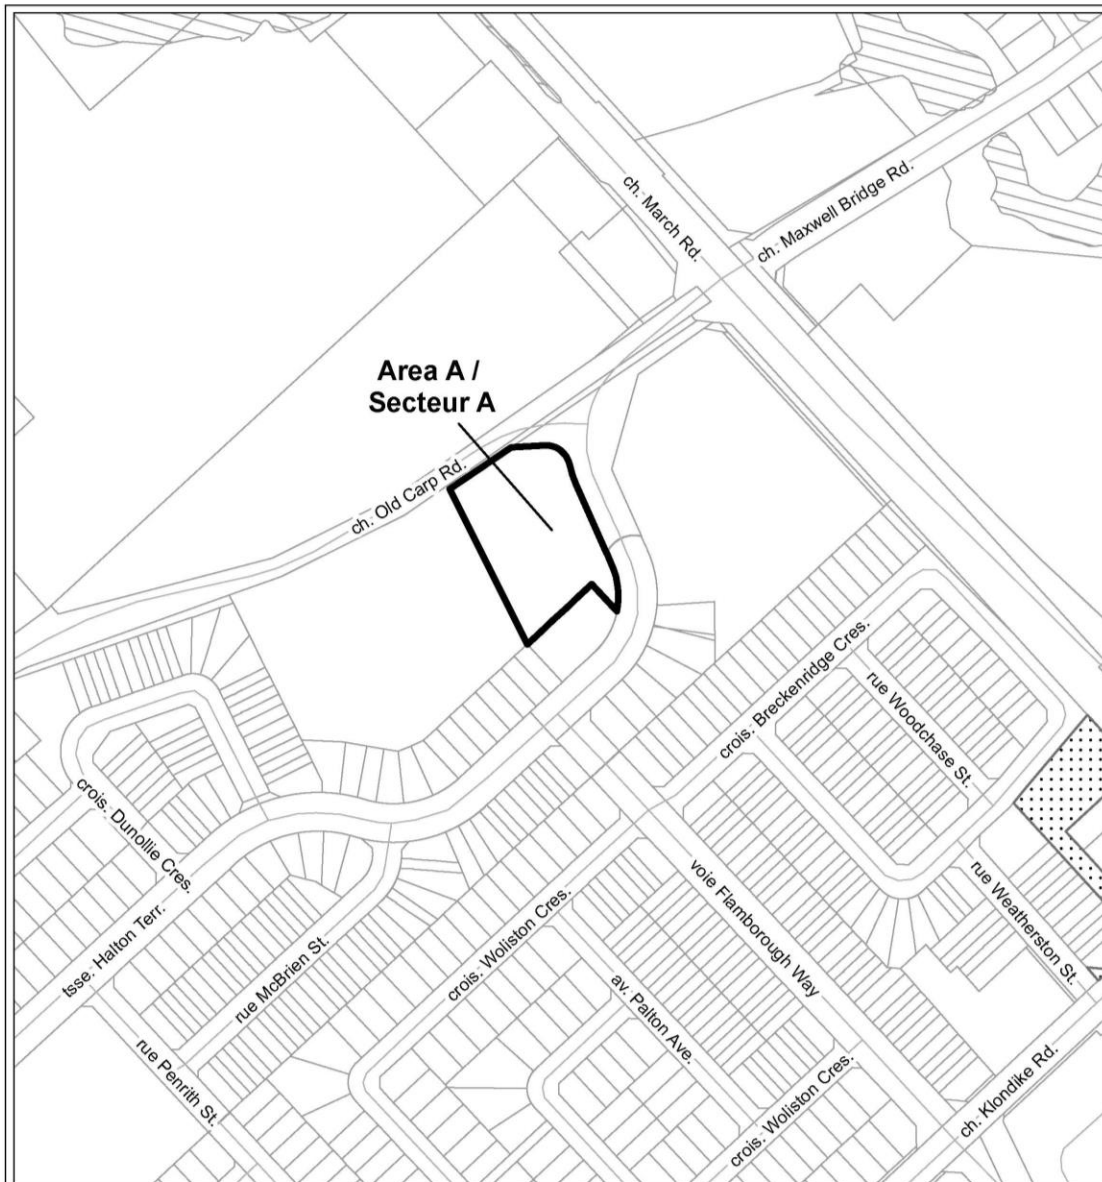 ch. March Rd.
ch. Maxwell Bridge Rd.
Area A /
Secteur A
ch. Old Carp Rd.
crois. Breckenridge Cres.
rue Woodchase St.
crois. Dunollie Cres.
voie Flamborough Way
rue Weatherston St.
tsse. Halton Terr.
rue McBrien St.
crois. Woliston Cres.
av. Palton Ave.
rue Penrith St.
crois. Woliston Cres.
ch. Klondike Rd.